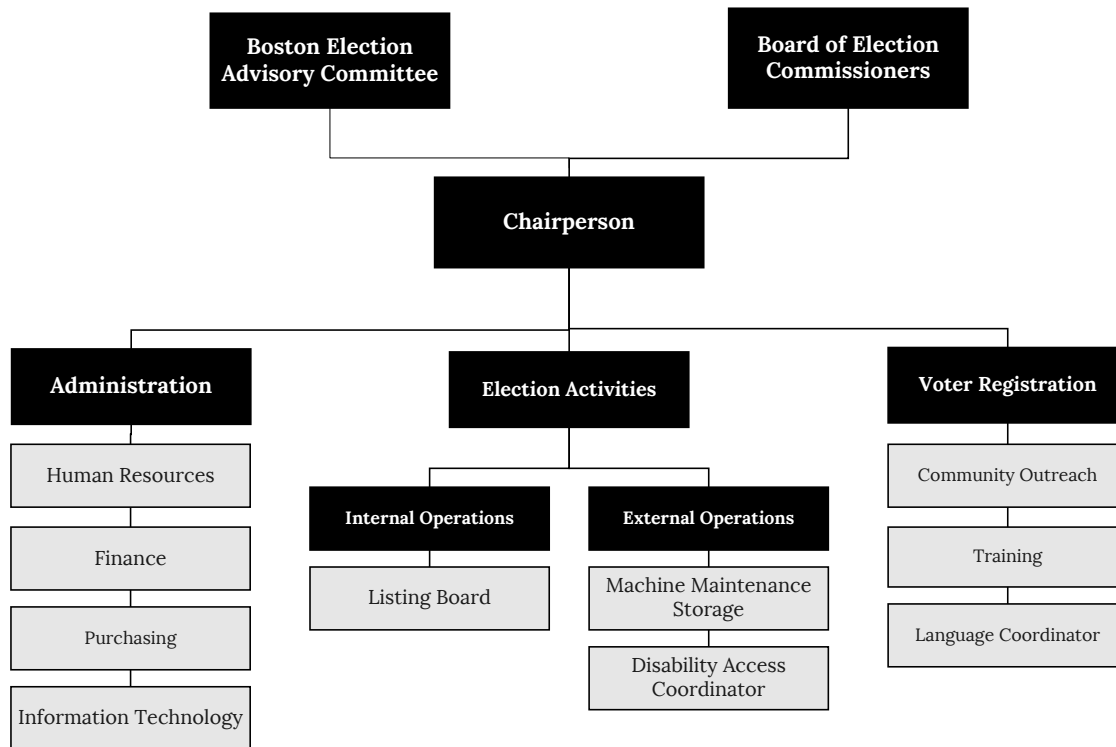 Boston Election
Advisory Committee
Board of Election
Commissioners
Chairperson
Administration
Election Activities
Voter Registration
Human Resources
Finance
Purchasing
Information Technology
Internal Operations
Listing Board
External Operations
Machine Maintenance
Storage
Disability Access
Coordinator
Community Outreach
Training
Language Coordinator